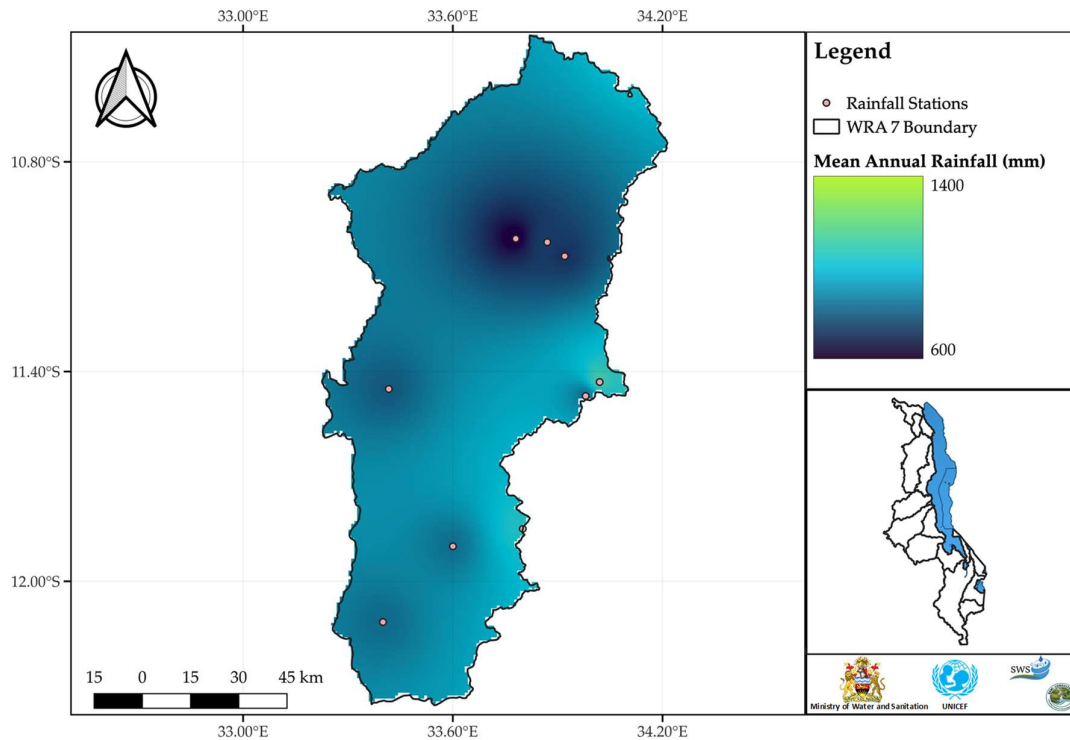 33.00°E 33.60°E 34.20°E
10.80°S
11.40°S
12.00°S
15 0 15 30 45 km
33.00°E 33.60°E 34.20°E
Legend
Rainfall Stations
WRA 7 Boundary
Mean Annual Rainfall (mm)
1400
600
SWS
Ministry of Water and Sanitation UNICEF